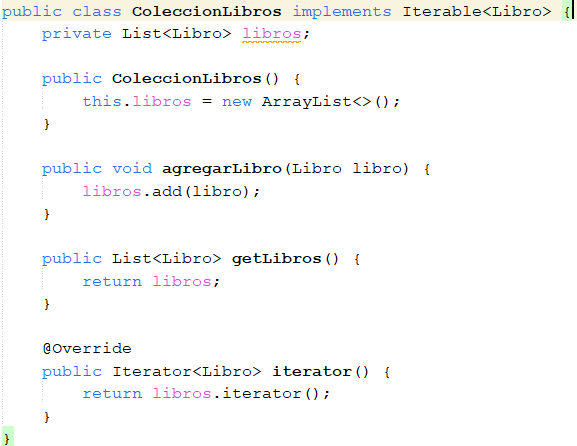 public class ColeccionLibros implements Iterable<Libro> {
    private List<Libro> libros;

    public ColeccionLibros() {
        this.libros = new ArrayList<>();
    }

    public void agregarLibro(Libro libro) {
        libros.add(libro);
    }

    public List<Libro> getLibros() {
        return libros;
    }

    @Override
    public Iterator<Libro> iterator() {
        return libros.iterator();
    }
}